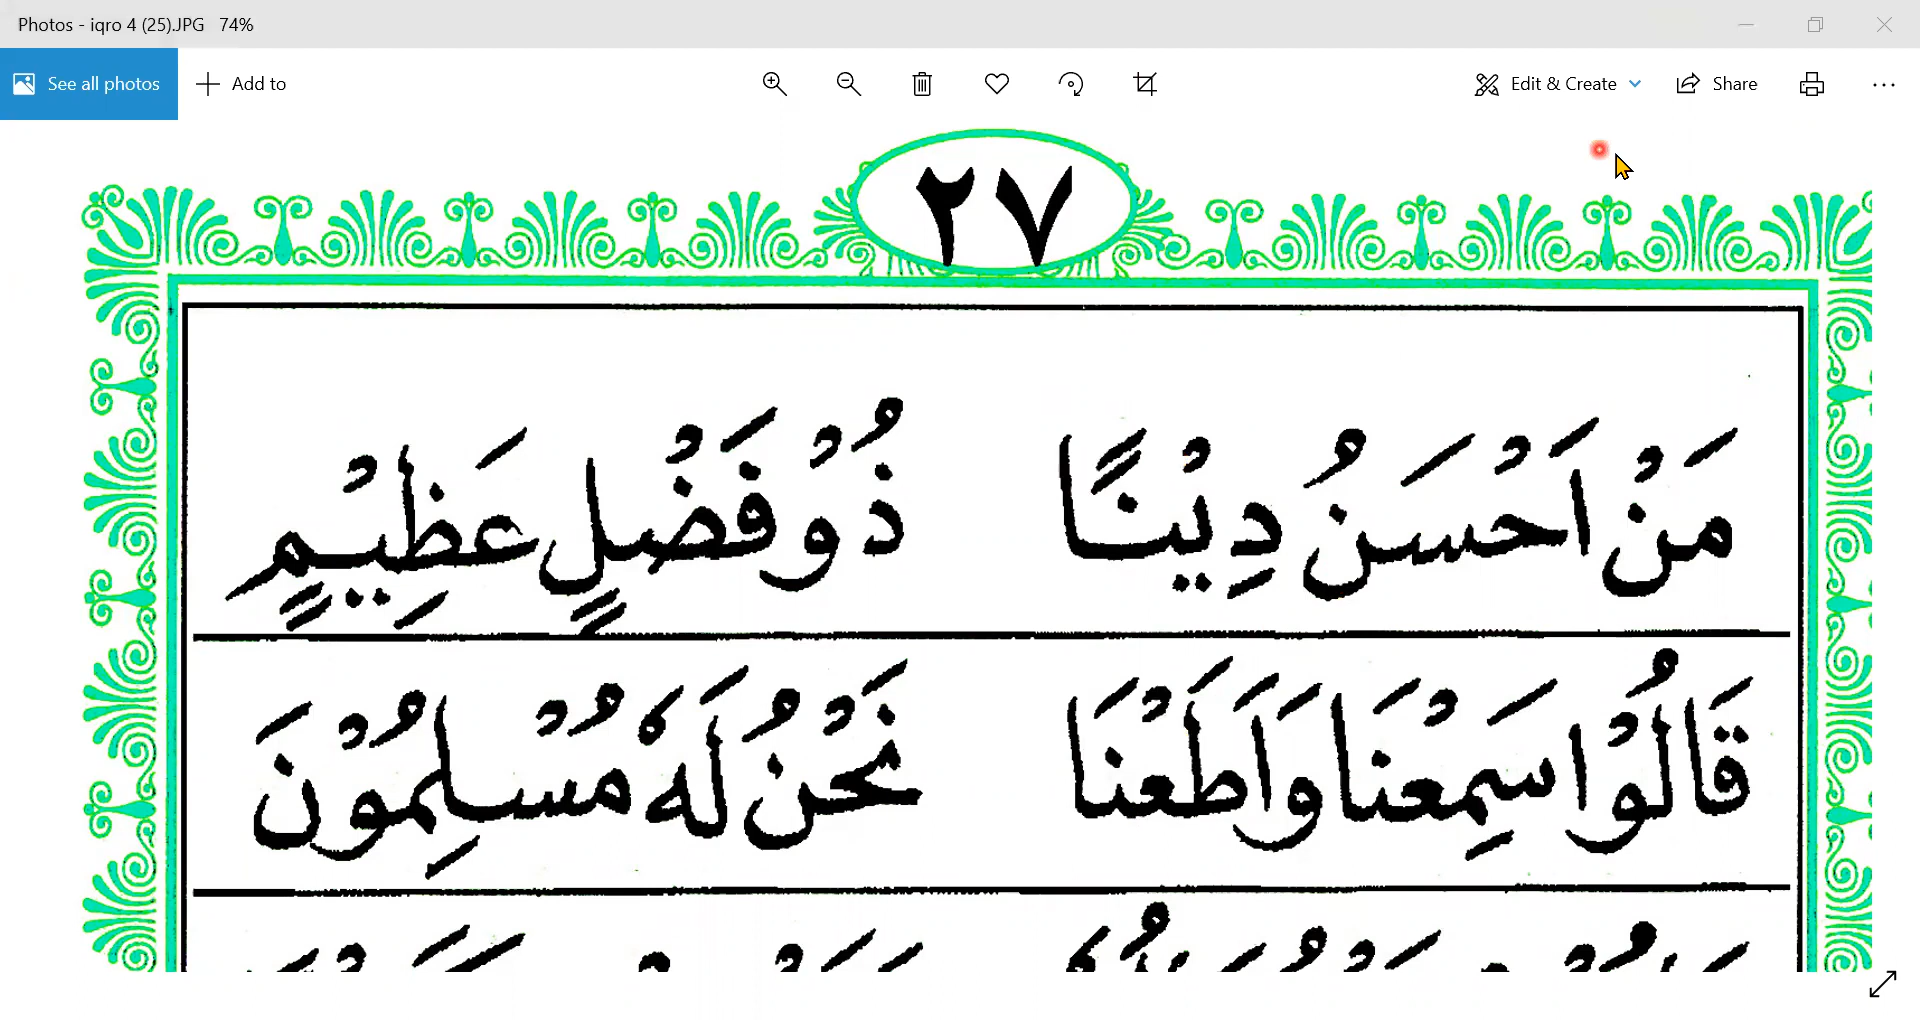 Photos - iqro 4 (25).JPG 74%
See all photos
Add to
Edit & Create
Share
٢٧
مَنْ اَحْسَنُ دِيْنًا ذُوْ فَضْلٍ عَظِيْمٍ
قَالُوْا سَمِعْنَا وَاَطَعْنَا نَحْنُ لَهٗ مُسْلِمُوْنَ